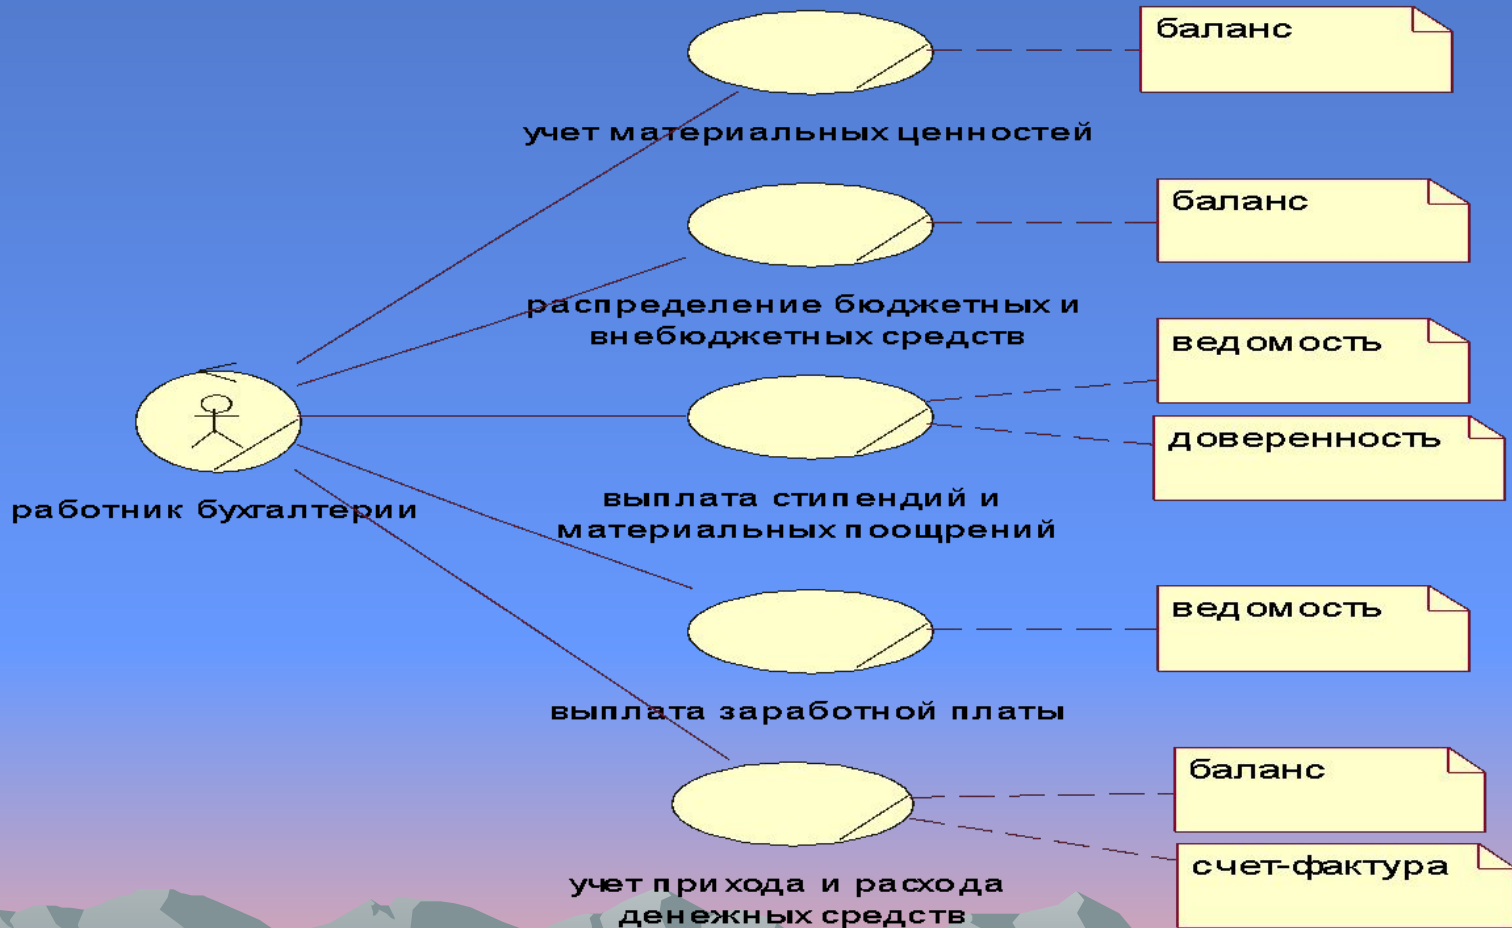 баланс
учет материальных ценностей
баланс
распределение бюджетных и
внебюджетных средств
ведомость
доверенность
работник бухгалтерии
выплата стипендий и
материальных поощрений
ведомость
выплата заработной платы
баланс
счет-фактура
учет прихода и расхода
денежных средств